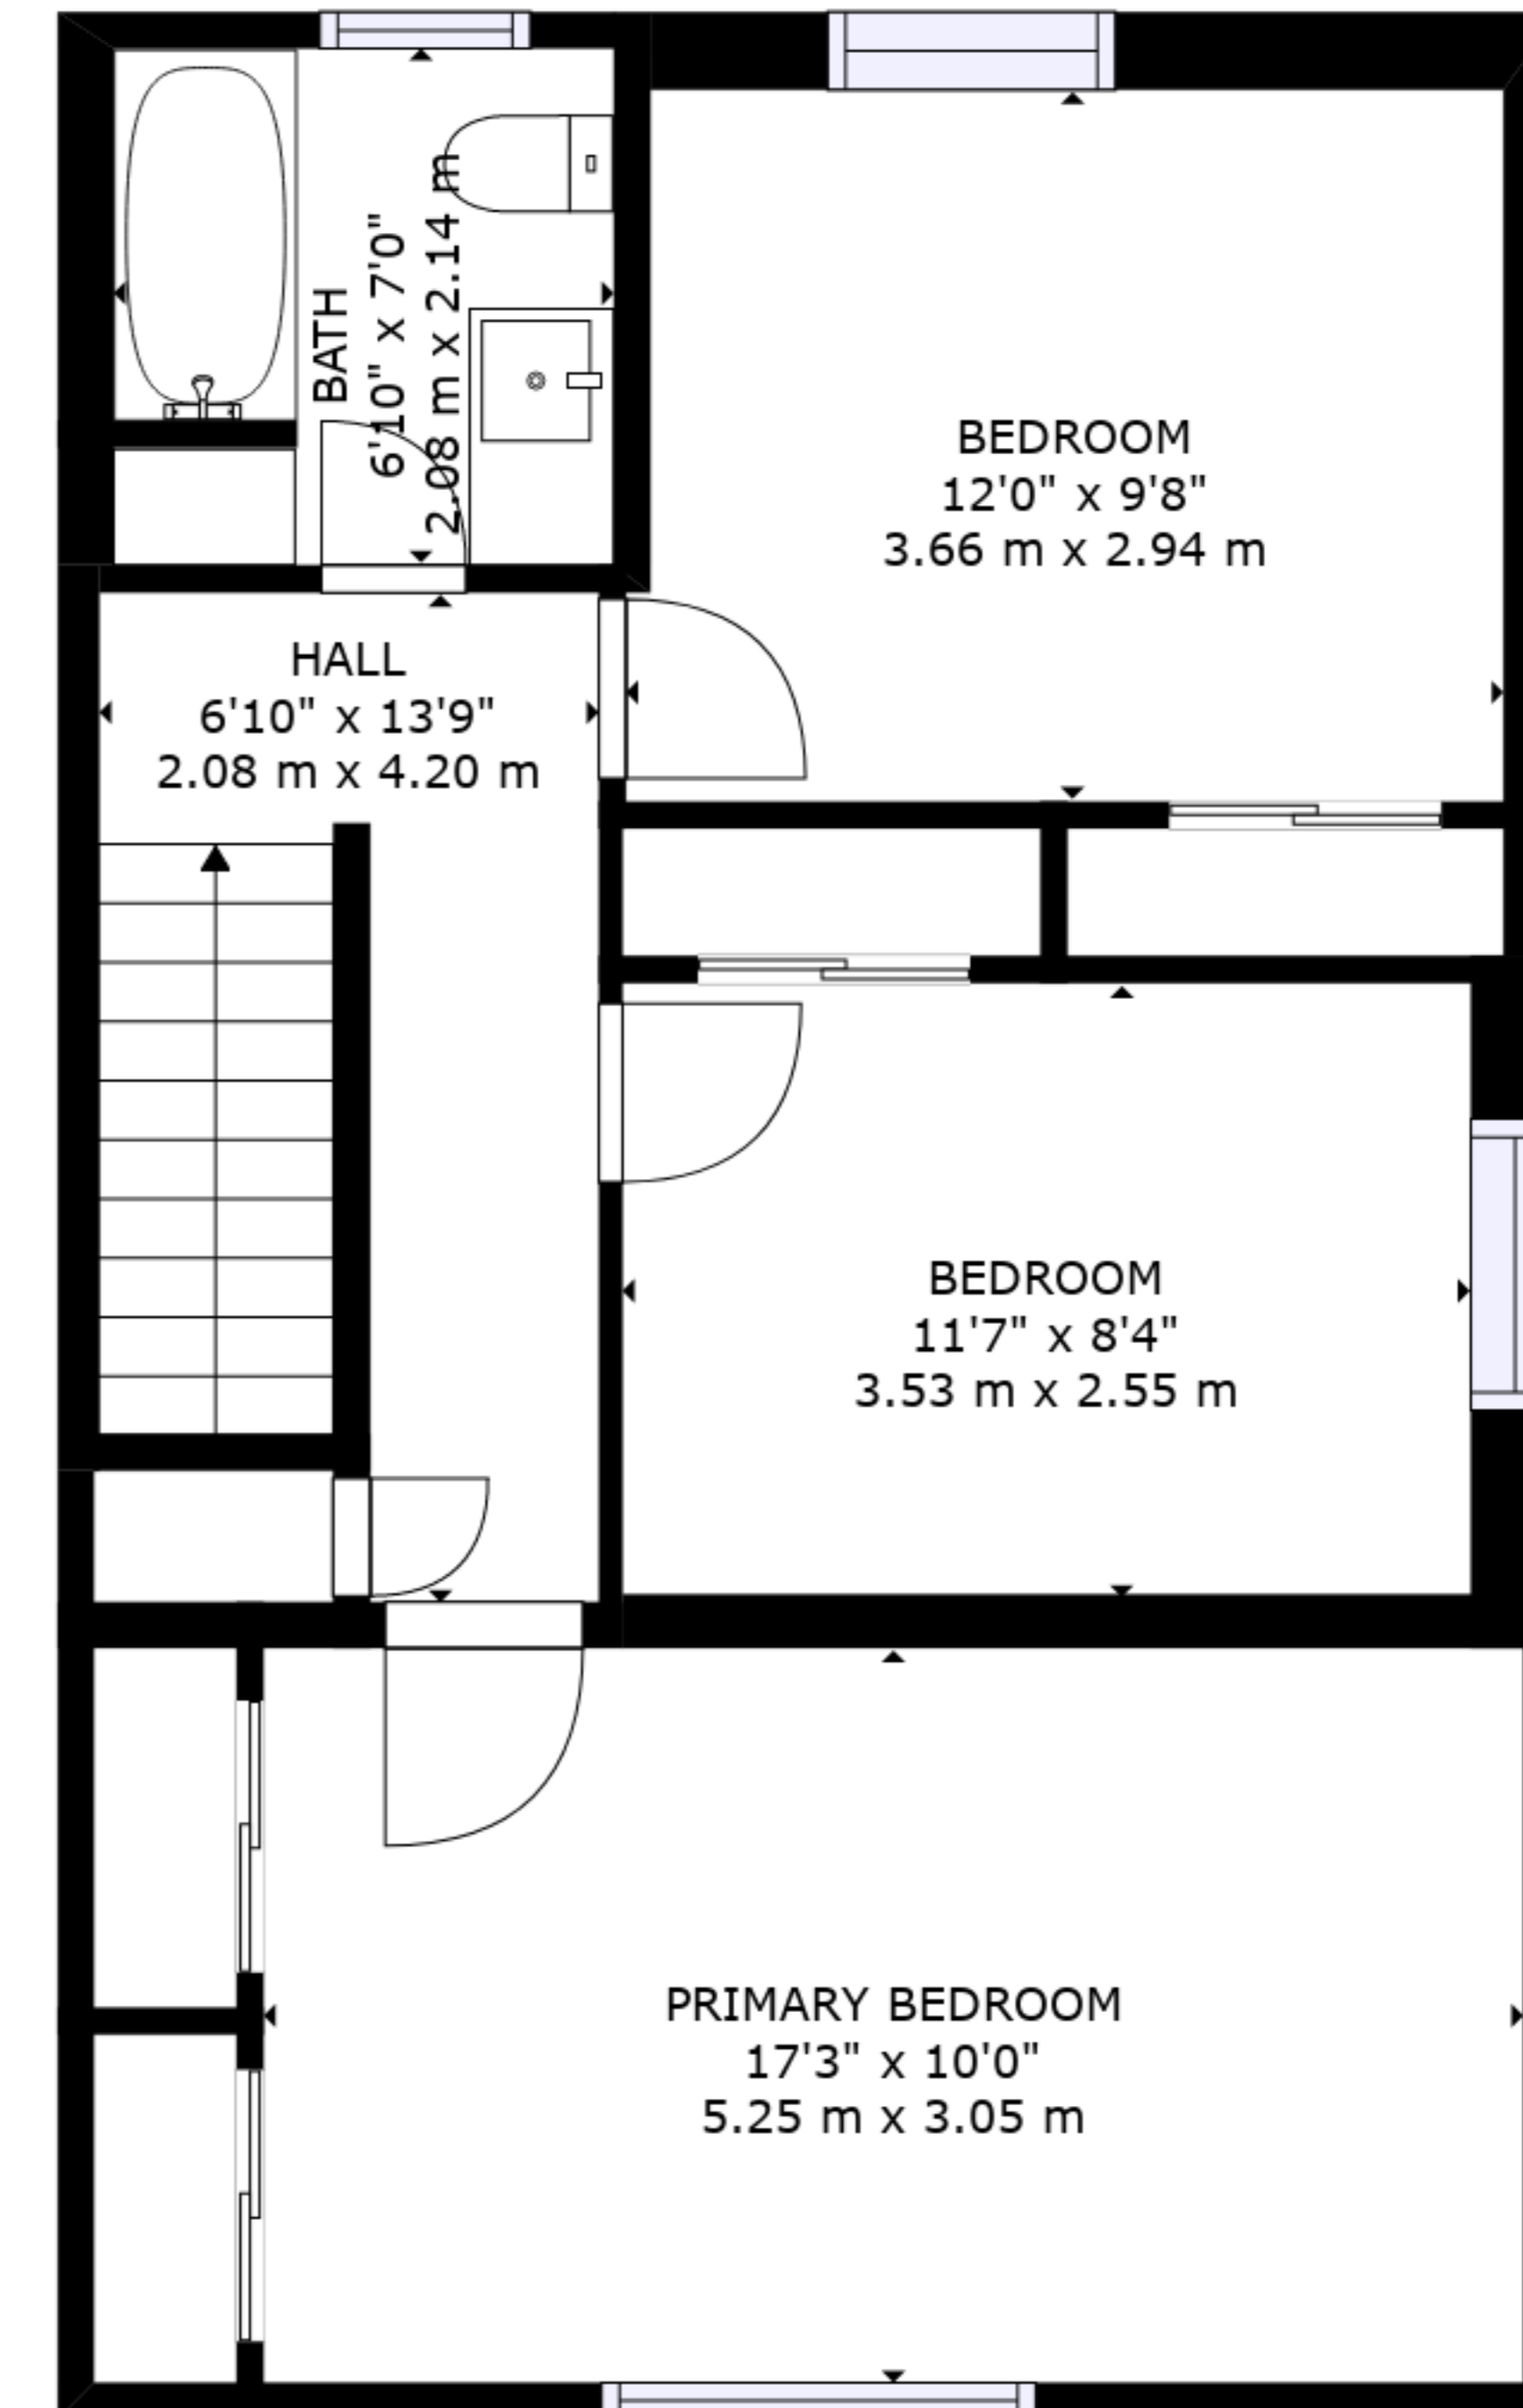 BATH
6'10" x 7'0"
2.08 m x 2.14 m
BEDROOM
12'0" x 9'8"
3.66 m x 2.94 m
HALL
6'10" x 13'9"
2.08 m x 4.20 m
BEDROOM
11'7" x 8'4"
3.53 m x 2.55 m
PRIMARY BEDROOM
17'3" x 10'0"
5.25 m x 3.05 m